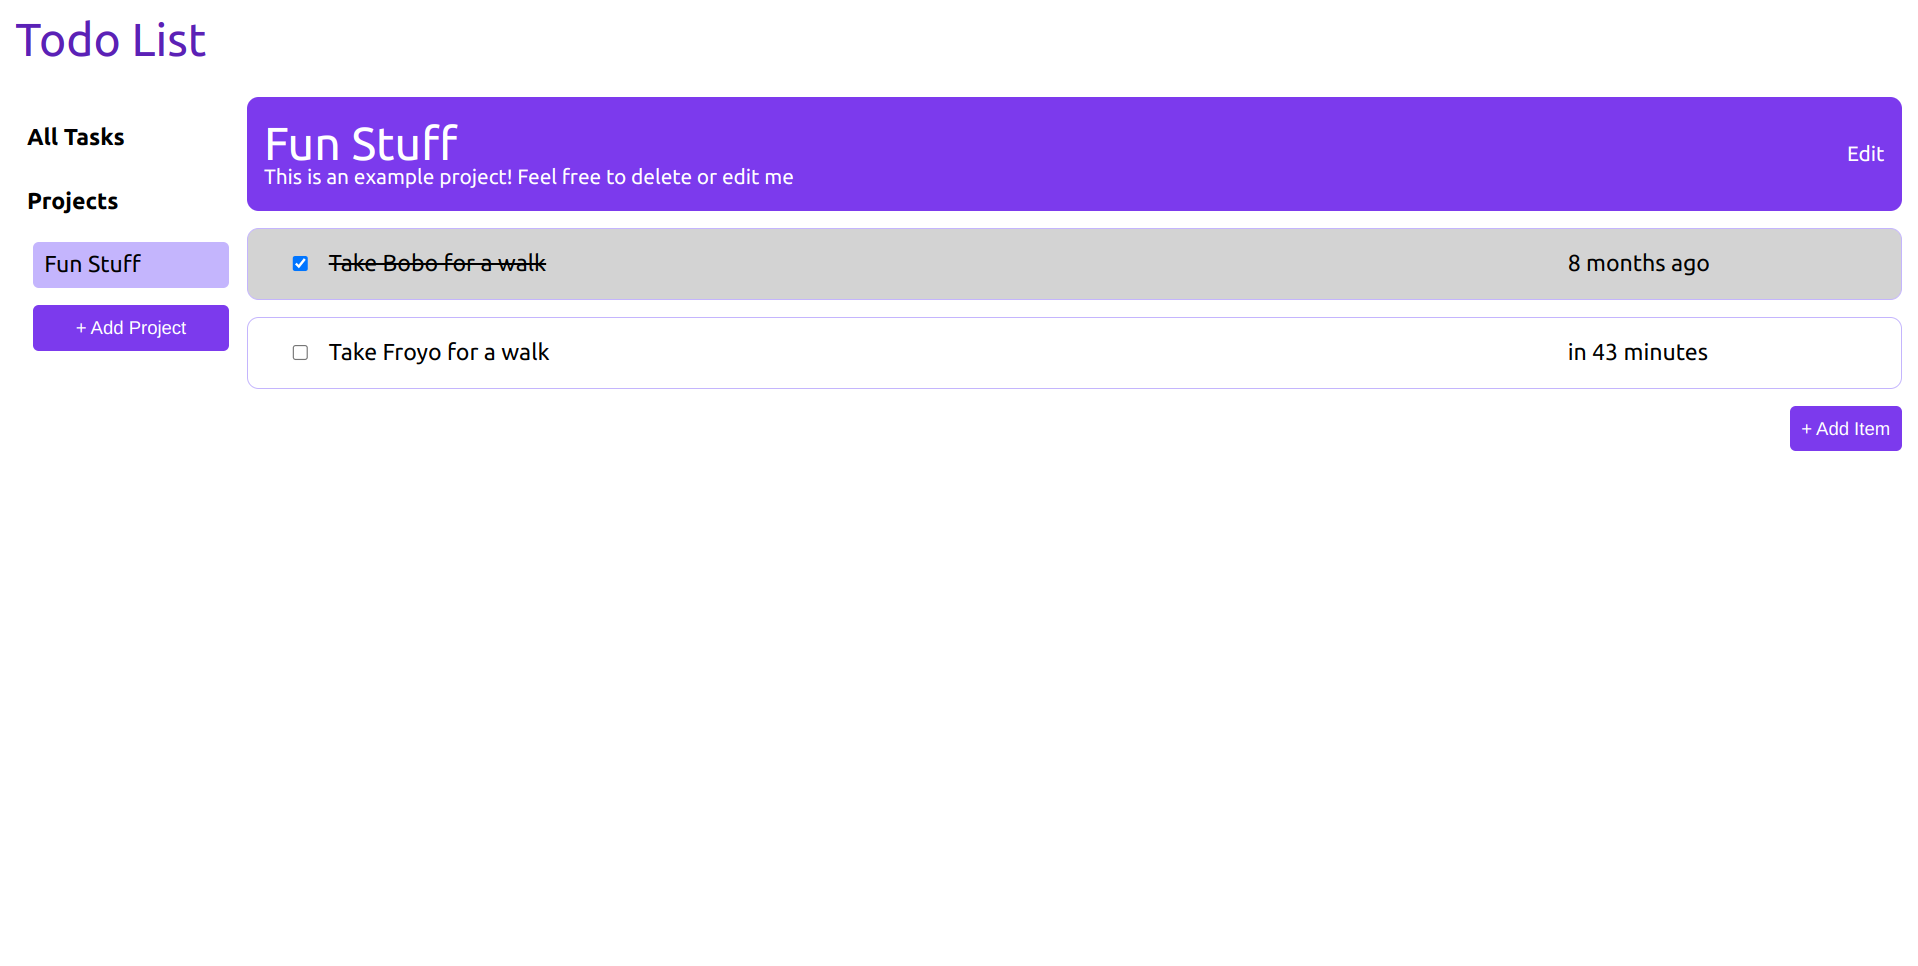 Todo List
All Tasks
Projects
Fun Stuff
+ Add Project
Fun Stuff
This is an example project! Feel free to delete or edit me
Edit
Take Bobo for a walk
8 months ago
Take Froyo for a walk
in 43 minutes
+ Add Item